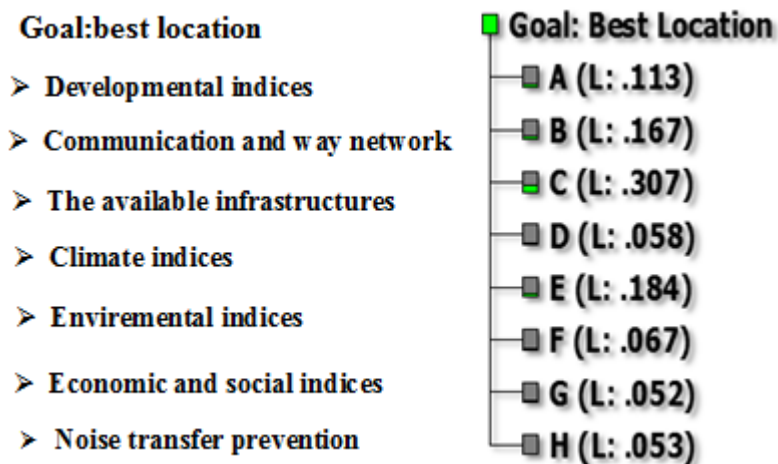 Goal:best location
➢ Developmental indices
➢ Communication and way network
➢ The available infrastructures
➢ Climate indices
➢ Enviremental indices
➢ Economic and social indices
➢ Noise transfer prevention
Goal: Best Location
A (L: .113)
B (L: .167)
C (L: .307)
D (L: .058)
E (L: .184)
F (L: .067)
G (L: .052)
H (L: .053)